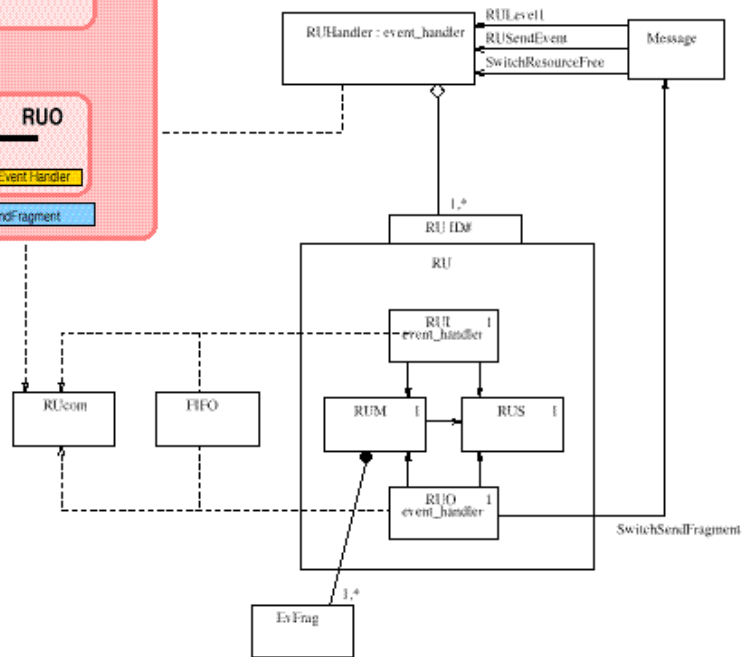 RULevel1
RUHandler : event_handler
RUSendEvent
Message
SwitchResourceFree
RUO
Event Handler
ndFragment
1,*
RU ID#
RU
RUI 1
event_handler
RUcom
FIFO
RUM 1
RUS 1
RUO 1
event_handler
SwitchSendFragment
1,*
EvFrag